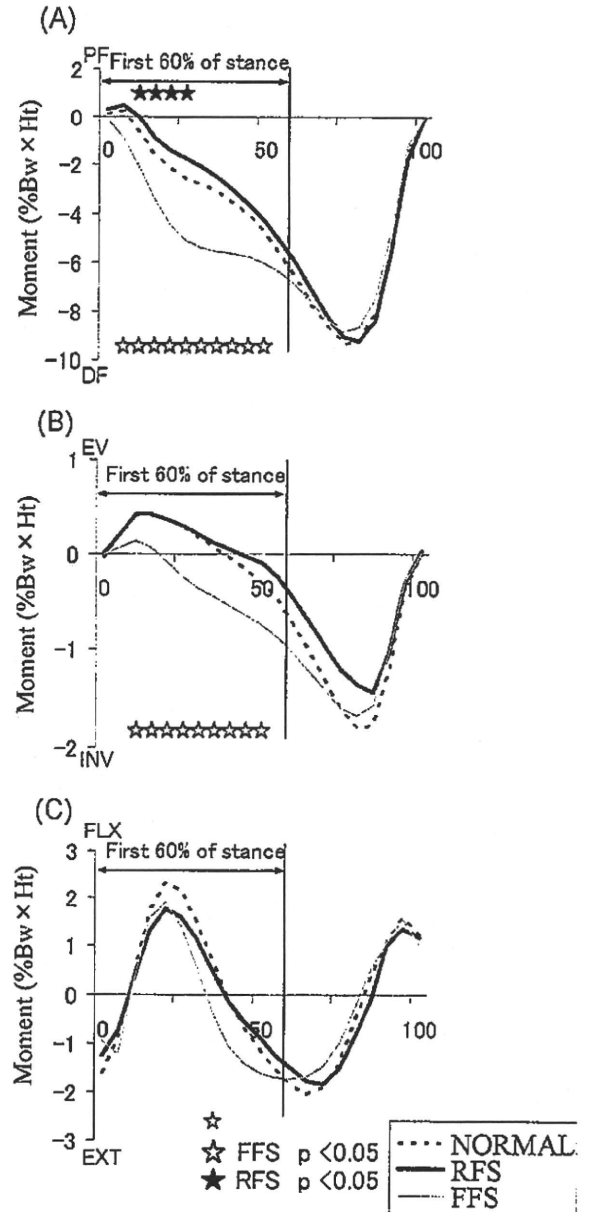 (A)
PF
First 60% of stance
★★★★
2
0
-2
-4
-6
-8
-10
0
50
100
Moment (%Bw × Ht)
☆☆☆☆☆☆☆☆☆☆
DF
(B)
EV
First 60% of stance
1
0
-1
-2
0
50
100
Moment (%Bw × Ht)
☆☆☆☆☆☆☆☆☆
INV
(C)
FLX
First 60% of stance
3
2
1
0
-1
-2
-3
0
50
100
Moment (%Bw × Ht)
EXT
☆
☆ FFS p <0.05
★ RFS p <0.05
NORMAL
RFS
FFS